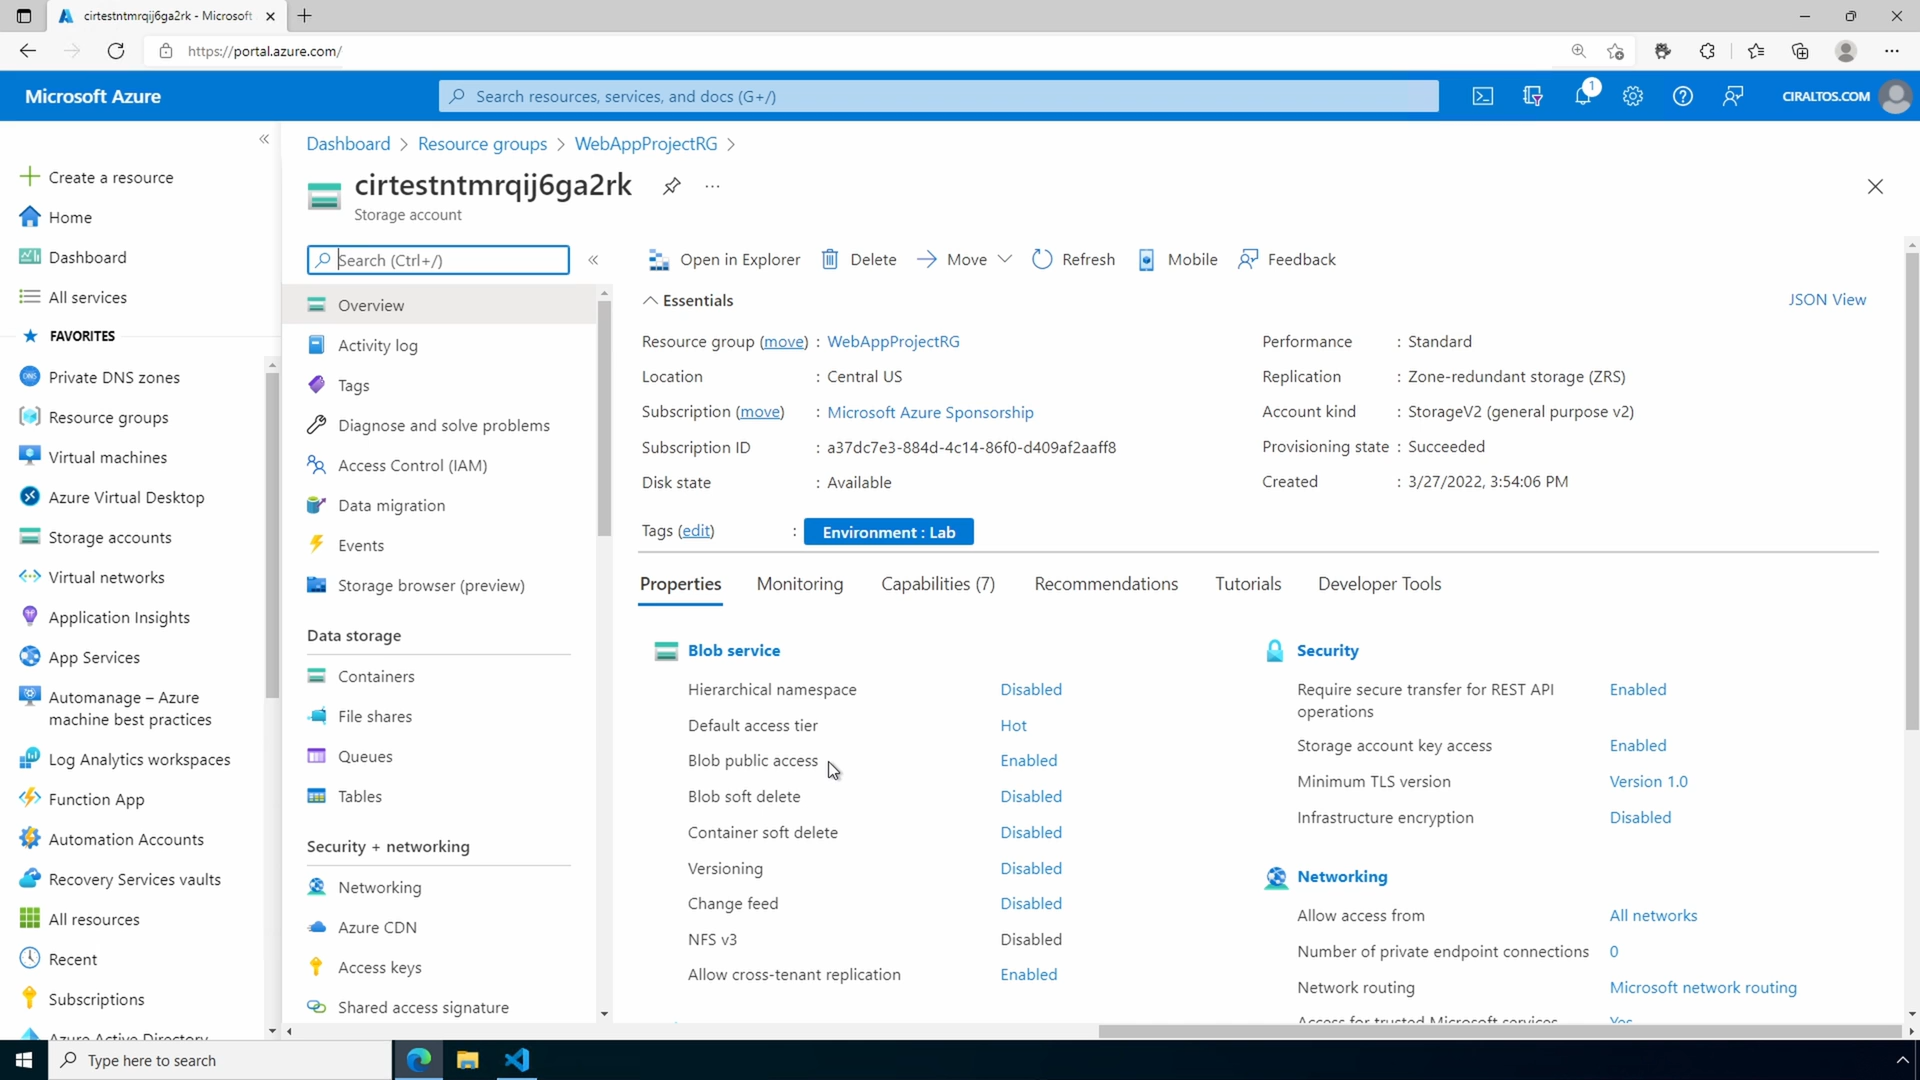 cirtestntmrqij6ga2rk - Microsoft
https://portal.azure.com/
Microsoft Azure
Search resources, services, and docs (G+/)
1
CIRALTOS.COM
Create a resource
Home
Dashboard
All services
FAVORITES
Private DNS zones
Resource groups
Virtual machines
Azure Virtual Desktop
Storage accounts
Virtual networks
Application Insights
App Services
Automanage – Azure
machine best practices
Log Analytics workspaces
Function App
Automation Accounts
Recovery Services vaults
All resources
Recent
Subscriptions
Azure Active Directory
Dashboard > Resource groups > WebAppProjectRG >
cirtestntmrqij6ga2rk
Storage account
Search (Ctrl+/)
Overview
Activity log
Tags
Diagnose and solve problems
Access Control (IAM)
Data migration
Events
Storage browser (preview)
Data storage
Containers
File shares
Queues
Tables
Security + networking
Networking
Azure CDN
Access keys
Shared access signature
Open in Explorer Delete Move Refresh Mobile Feedback
Essentials
JSON View
Resource group (move) : WebAppProjectRG
Location : Central US
Subscription (move) : Microsoft Azure Sponsorship
Subscription ID : a37dc7e3-884d-4c14-86f0-d409af2aaff8
Disk state : Available
Performance : Standard
Replication : Zone-redundant storage (ZRS)
Account kind : StorageV2 (general purpose v2)
Provisioning state : Succeeded
Created : 3/27/2022, 3:54:06 PM
Tags (edit) : Environment : Lab
Properties Monitoring Capabilities (7) Recommendations Tutorials Developer Tools
Blob service
Hierarchical namespace Disabled
Default access tier Hot
Blob public access Enabled
Blob soft delete Disabled
Container soft delete Disabled
Versioning Disabled
Change feed Disabled
NFS v3 Disabled
Allow cross-tenant replication Enabled
Security
Require secure transfer for REST API Enabled
operations
Storage account key access Enabled
Minimum TLS version Version 1.0
Infrastructure encryption Disabled
Networking
Allow access from All networks
Number of private endpoint connections 0
Network routing Microsoft network routing
Access for trusted Microsoft services Yes
Type here to search